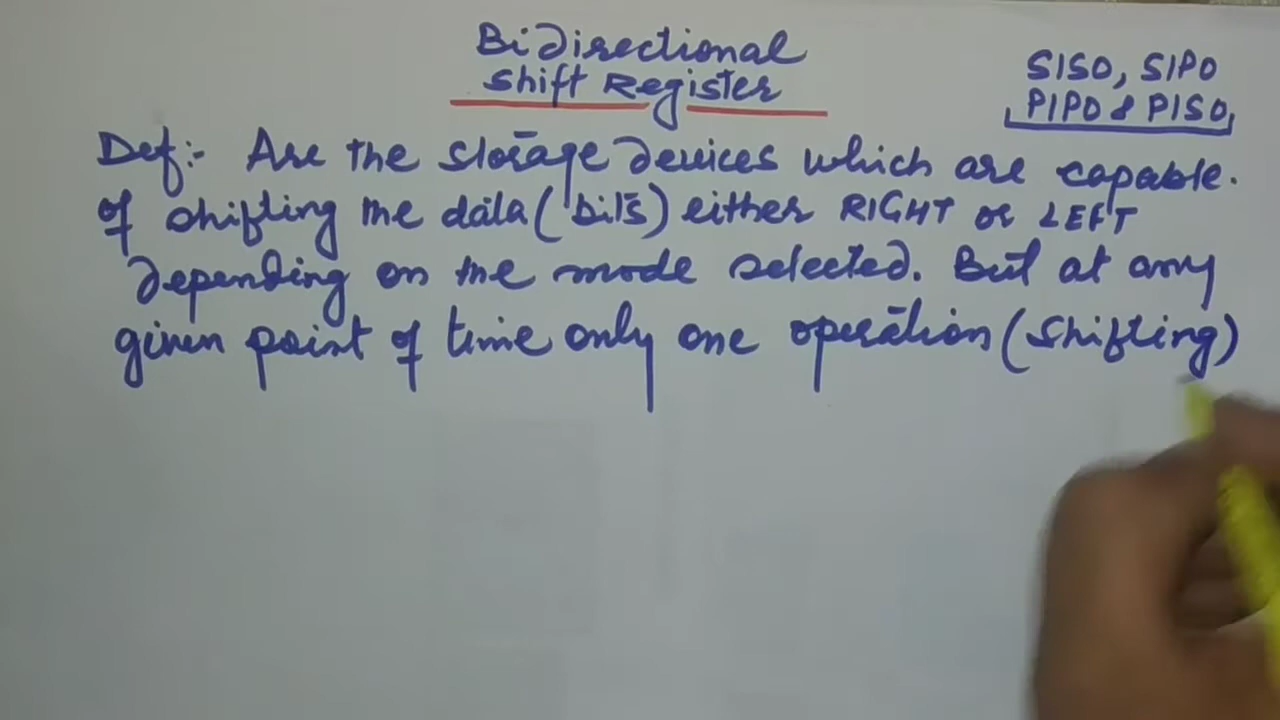 Bidirectional
Shift Register
SISO, SIPO
PIPO & PISO,
Def:- Are the storage devices which are capable.
of shifting the data (bits) either RIGHT or LEFT
depending on the mode selected. But at any
given point of time only one operation (shifting)